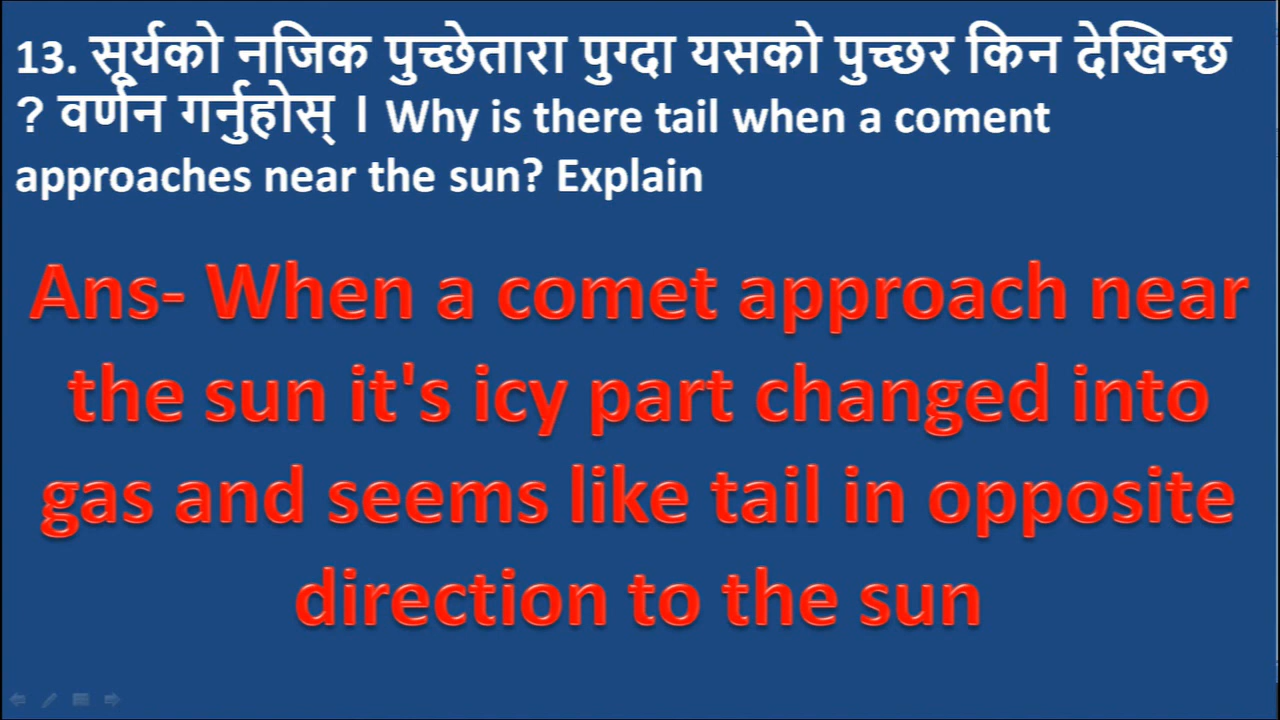 13. सूर्यको नजिक पुच्छेतारा पुग्दा यसको पुच्छर किन देखिन्छ
? वर्णन गर्नुहोस् । Why is there tail when a coment
approaches near the sun? Explain
Ans- When a comet approach near
the sun it's icy part changed into
gas and seems like tail in opposite
direction to the sun